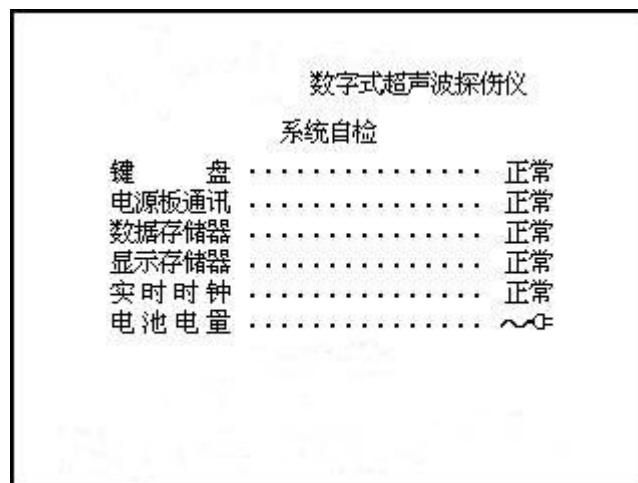 数字式超声波探伤仪
系统自检
键 盘 ............... 正常
电源板通讯 ............... 正常
数据存储器 ............... 正常
显示存储器 ............... 正常
实时时钟 ............... 正常
电池电量 ...............